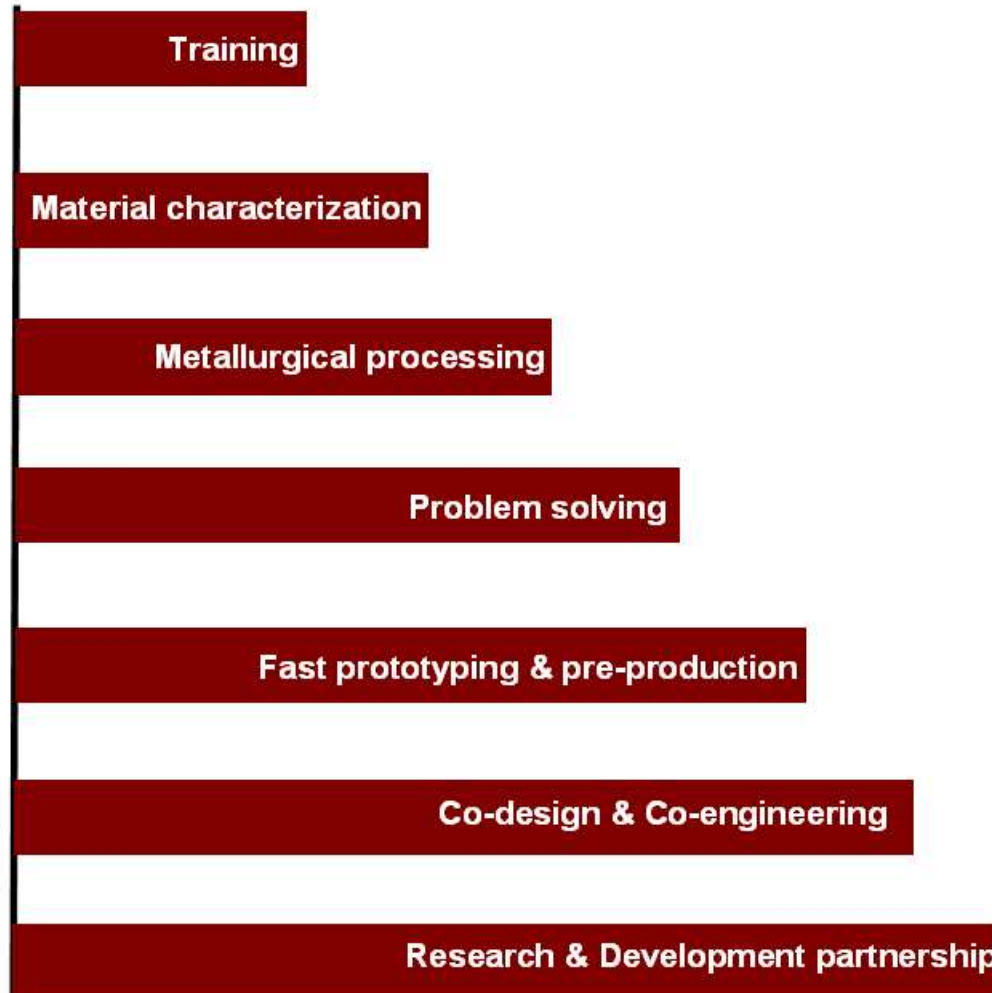 Training
Material characterization
Metallurgical processing
Problem solving
Fast prototyping & pre-production
Co-design & Co-engineering
Research & Development partnership